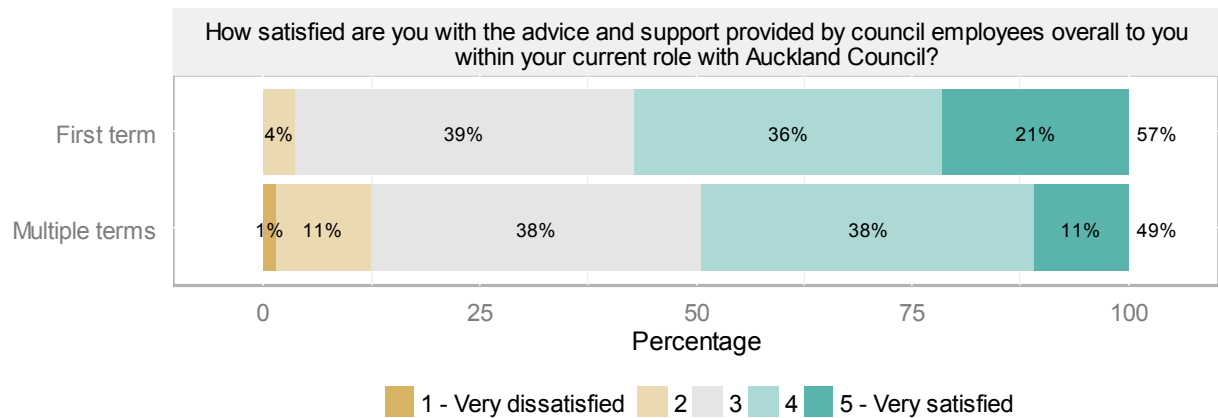 How satisfied are you with the advice and support provided by council employees overall to you
within your current role with Auckland Council?
First term
4%
39%
36%
21%
57%
Multiple terms
1%
11%
38%
38%
11%
49%
0
25
50
75
100
Percentage
1 - Very dissatisfied
2
3
4
5 - Very satisfied